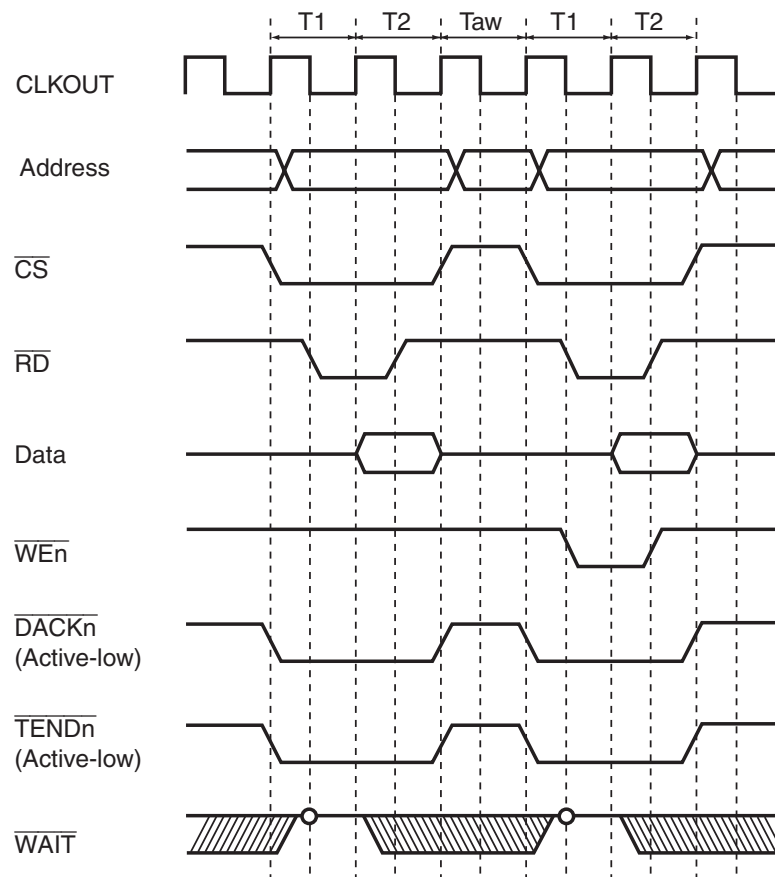 T1 T2 Taw T1 T2
CLKOUT
Address
CS
RD
Data
WEn
DACKn
(Active-low)
TENDn
(Active-low)
WAIT